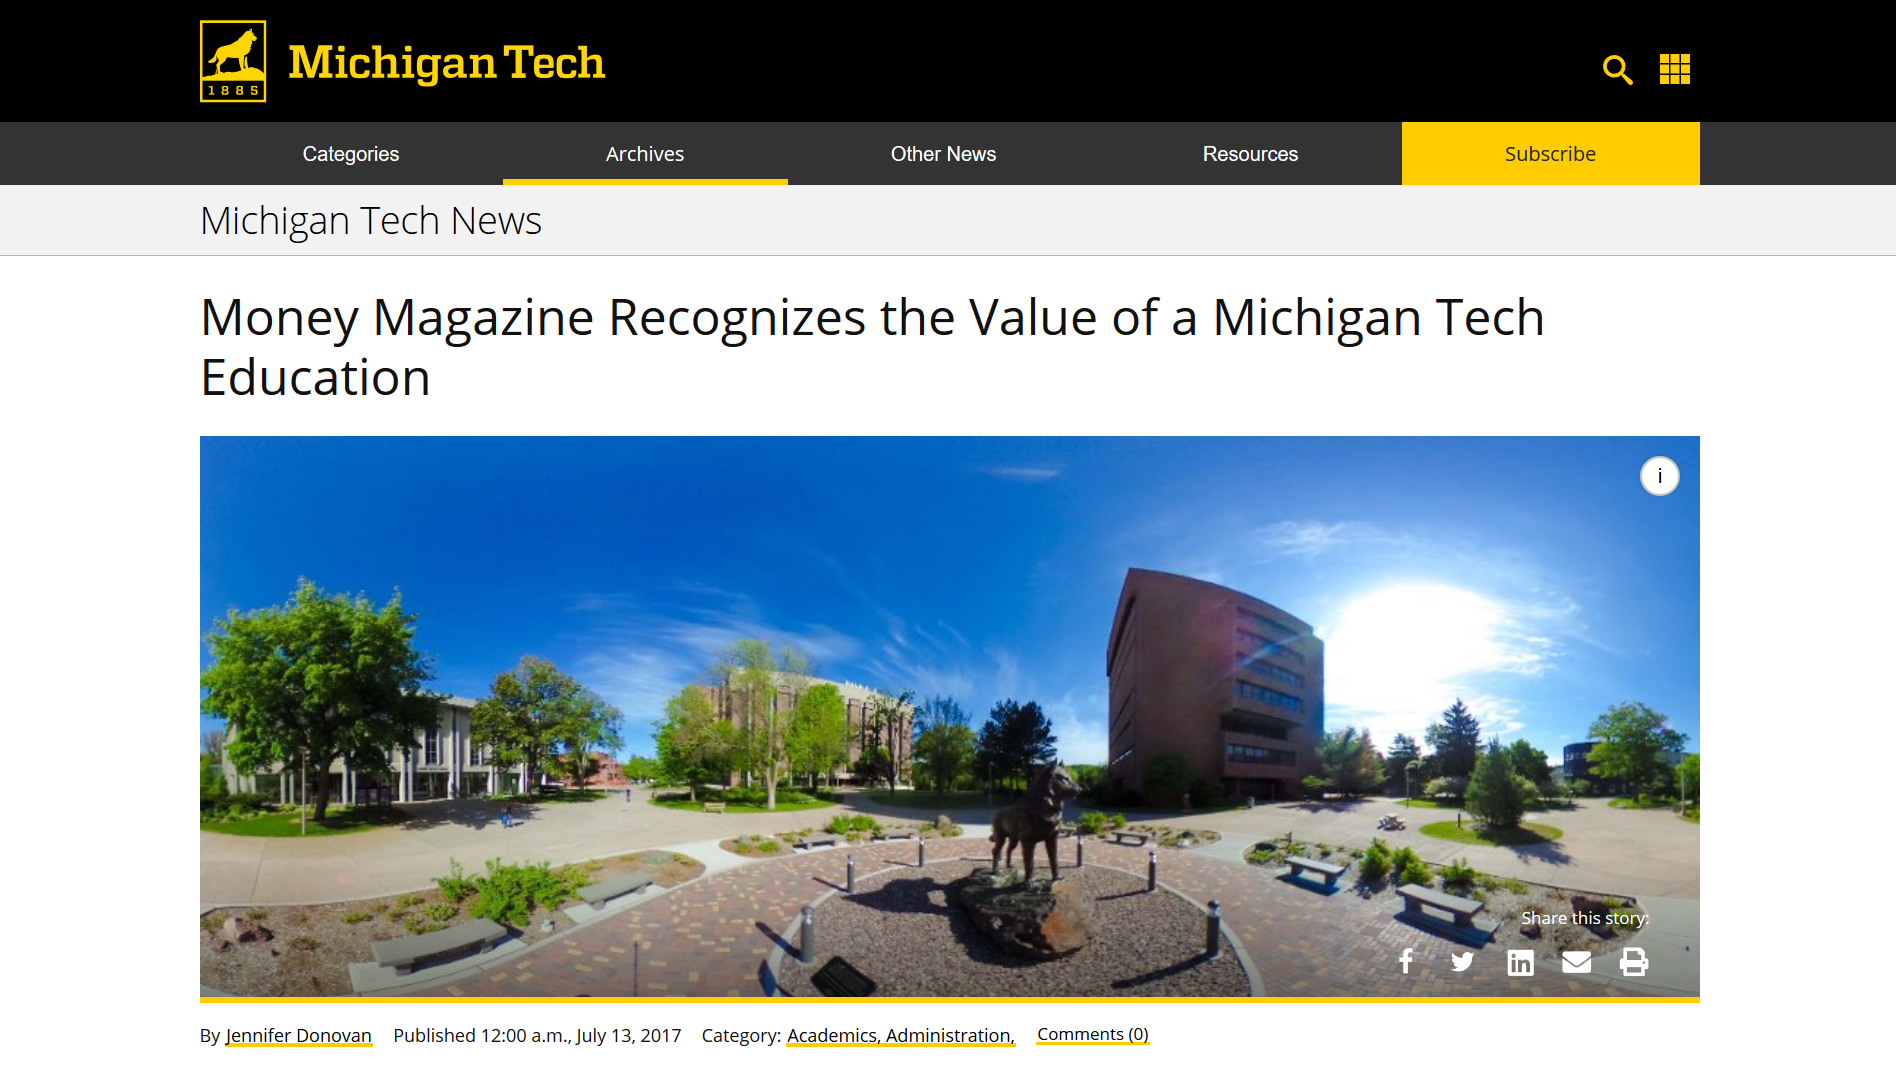 1885
Michigan Tech
Categories
Archives
Other News
Resources
Subscribe
Michigan Tech News
Money Magazine Recognizes the Value of a Michigan Tech
Education
i
Share this story:
By Jennifer Donovan Published 12:00 a.m., July 13, 2017 Category: Academics, Administration, Comments (0)